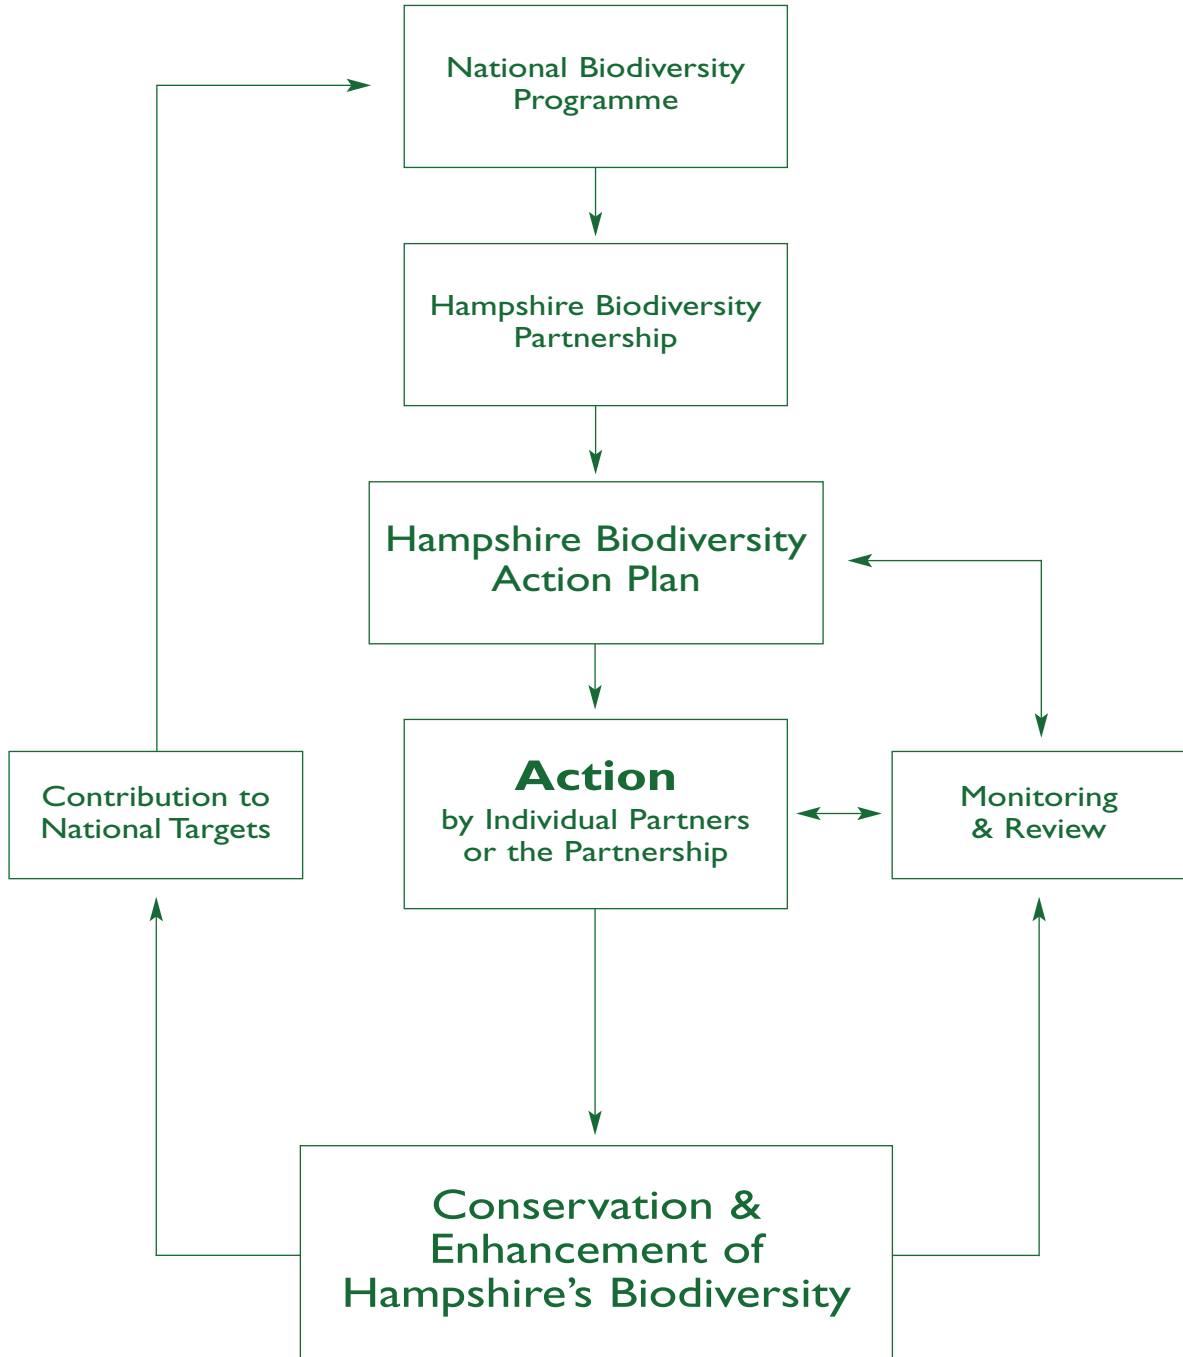 National Biodiversity
Programme
Hampshire Biodiversity
Partnership
Hampshire Biodiversity
Action Plan
Contribution to
National Targets
Action
by Individual Partners
or the Partnership
Monitoring
& Review
Conservation &
Enhancement of
Hampshire’s Biodiversity